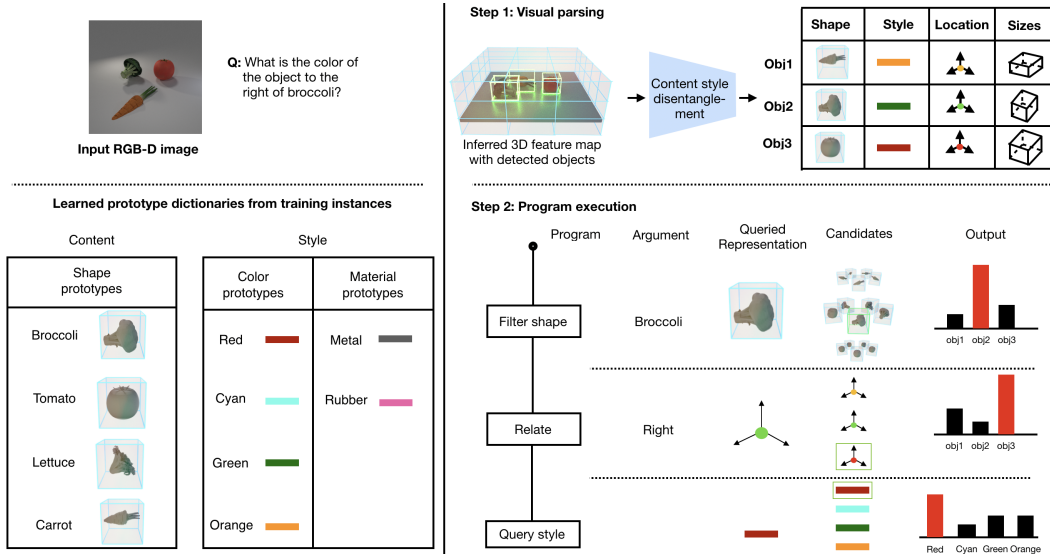 Q: What is the color
of the object to the
right of broccoli?
Input RGB-D image
Learned prototype dictionaries from training instances
Content
Style
Shape
prototypes
Color
prototypes
Material
prototypes
Broccoli
Red
Metal
Tomato
Cyan
Rubber
Lettuce
Green
Carrot
Orange
Step 1: Visual parsing
Inferred 3D feature map
with detected objects
Content style
disentangle-
ment
Shape
Style
Location
Sizes
Obj1
Obj2
Obj3
Step 2: Program execution
Program
Argument
Queried
Representation
Candidates
Output
Filter shape
Broccoli
obj1
obj2
obj3
Relate
Right
obj1
obj2
obj3
Query style
Red
Cyan
Green
Orange